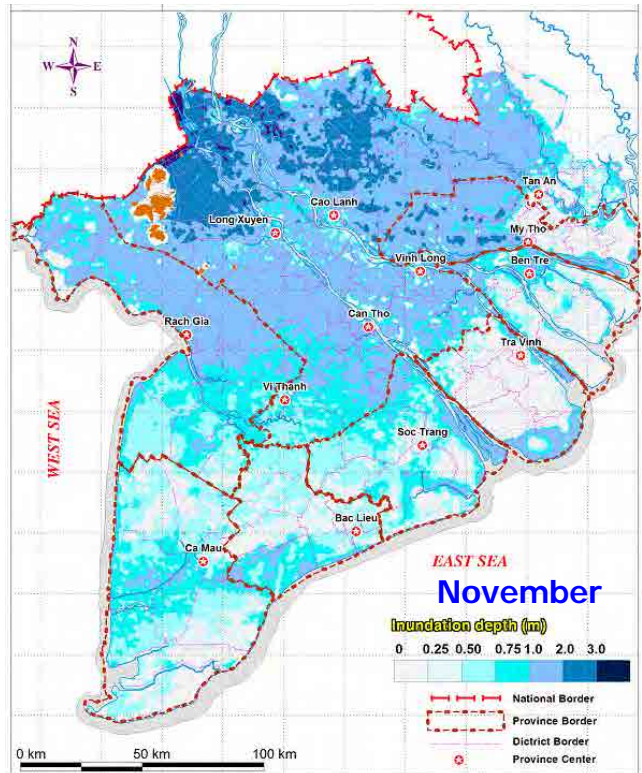 N
W E
S
Tan An
Cao Lanh
Long Xuyen
My Tho
Vinh Long
Ben Tre
Can Tho
Rach Gia
Tra Vinh
Vi Thanh
Soc Trang
WEST SEA
Bac Lieu
Ca Mau
EAST SEA
November
Inundation depth (m)
0 0.25 0.50 0.75 1.0 2.0 3.0
National Border
Province Border
Dictrict Border
Province Center
0 km 50 km 100 km